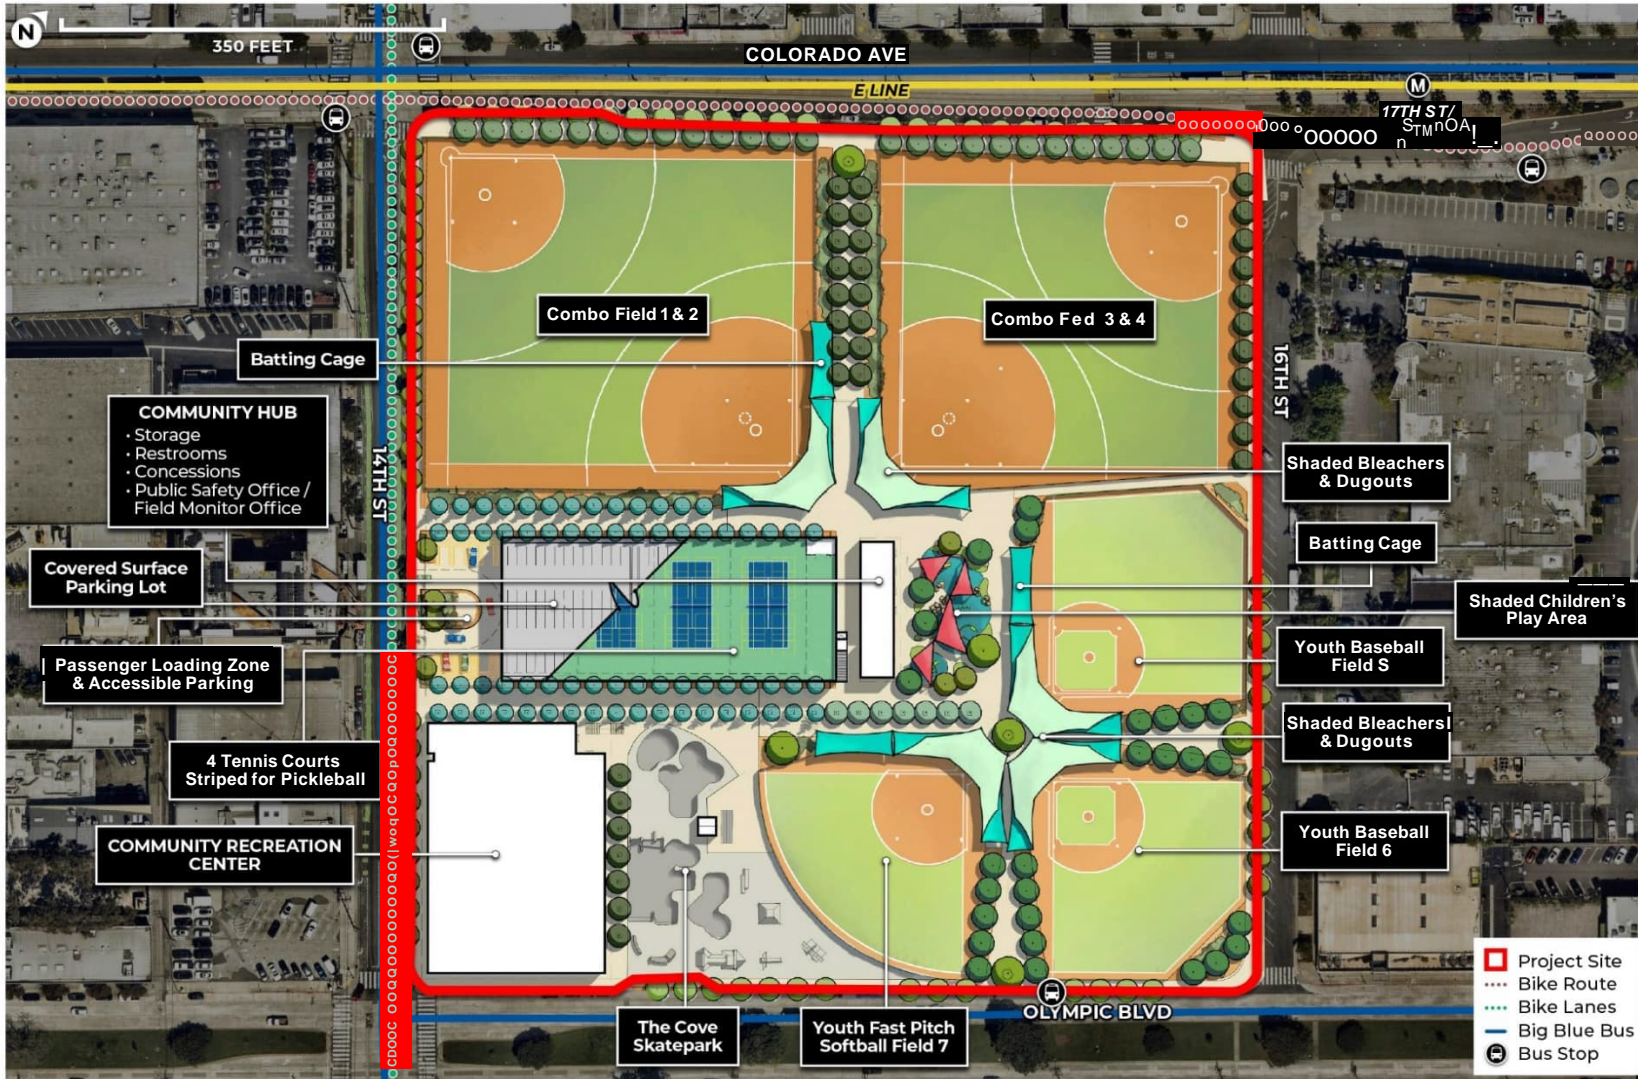 N
350 FEET
COLORADO AVE
E LINE
M
17TH ST/
Combo Field 1 & 2
Combo Fed 3 & 4
Batting Cage
16TH ST
COMMUNITY HUB
• Storage
• Restrooms
• Concessions
• Public Safety Office /
Field Monitor Office
14TH ST
Shaded Bleachers
& Dugouts
Batting Cage
Covered Surface
Parking Lot
Shaded Children's
Play Area
Youth Baseball
Field S
Passenger Loading Zone
& Accessible Parking
Shaded Bleachers
& Dugouts
4 Tennis Courts
Striped for Pickleball
Youth Baseball
Field 6
COMMUNITY RECREATION
CENTER
The Cove
Skatepark
Youth Fast Pitch
Softball Field 7
OLYMPIC BLVD
Project Site
Bike Route
Bike Lanes
Big Blue Bus
Bus Stop